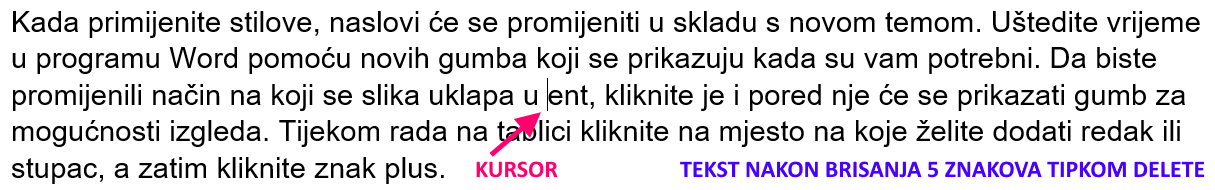 Kada primijenite stilove, naslovi će se promijeniti u skladu s novom temom. Uštedite vrijeme
u programu Word pomoću novih gumba koji se prikazuju kada su vam potrebni. Da biste
promijenili način na koji se slika uklapa u ent, kliknite je i pored nje će se prikazati gumb za
mogućnosti izgleda. Tijekom rada na tablici kliknite na mjesto na koje želite dodati redak ili
stupac, a zatim kliknite znak plus. KURSOR TEKST NAKON BRISANJA 5 ZNAKOVA TIPKOM DELETE